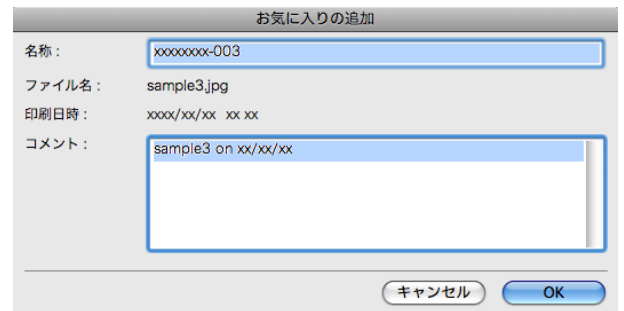 お気に入りの追加
名称： xxxxxxxx-003
ファイル名： sample3.jpg
印刷日時： xxxx/xx/xx xx xx
コメント： sample3 on xx/xx/xx
キャンセル OK